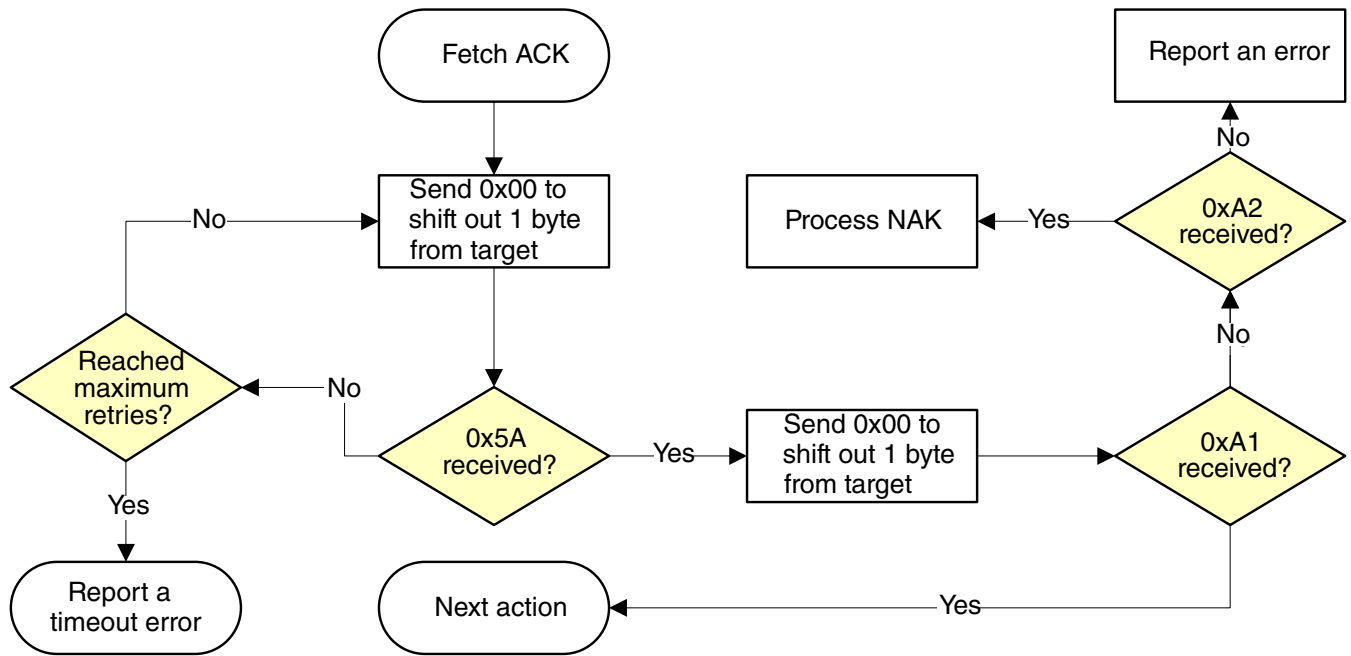 Fetch ACK
Report an error
No
Send 0x00 to
shift out 1 byte
from target
No
Process NAK
Yes
0xA2
received?
No
Reached
maximum
retries?
No
0x5A
received?
Yes
Send 0x00 to
shift out 1 byte
from target
0xA1
received?
Yes
Report a
timeout error
Next action
Yes